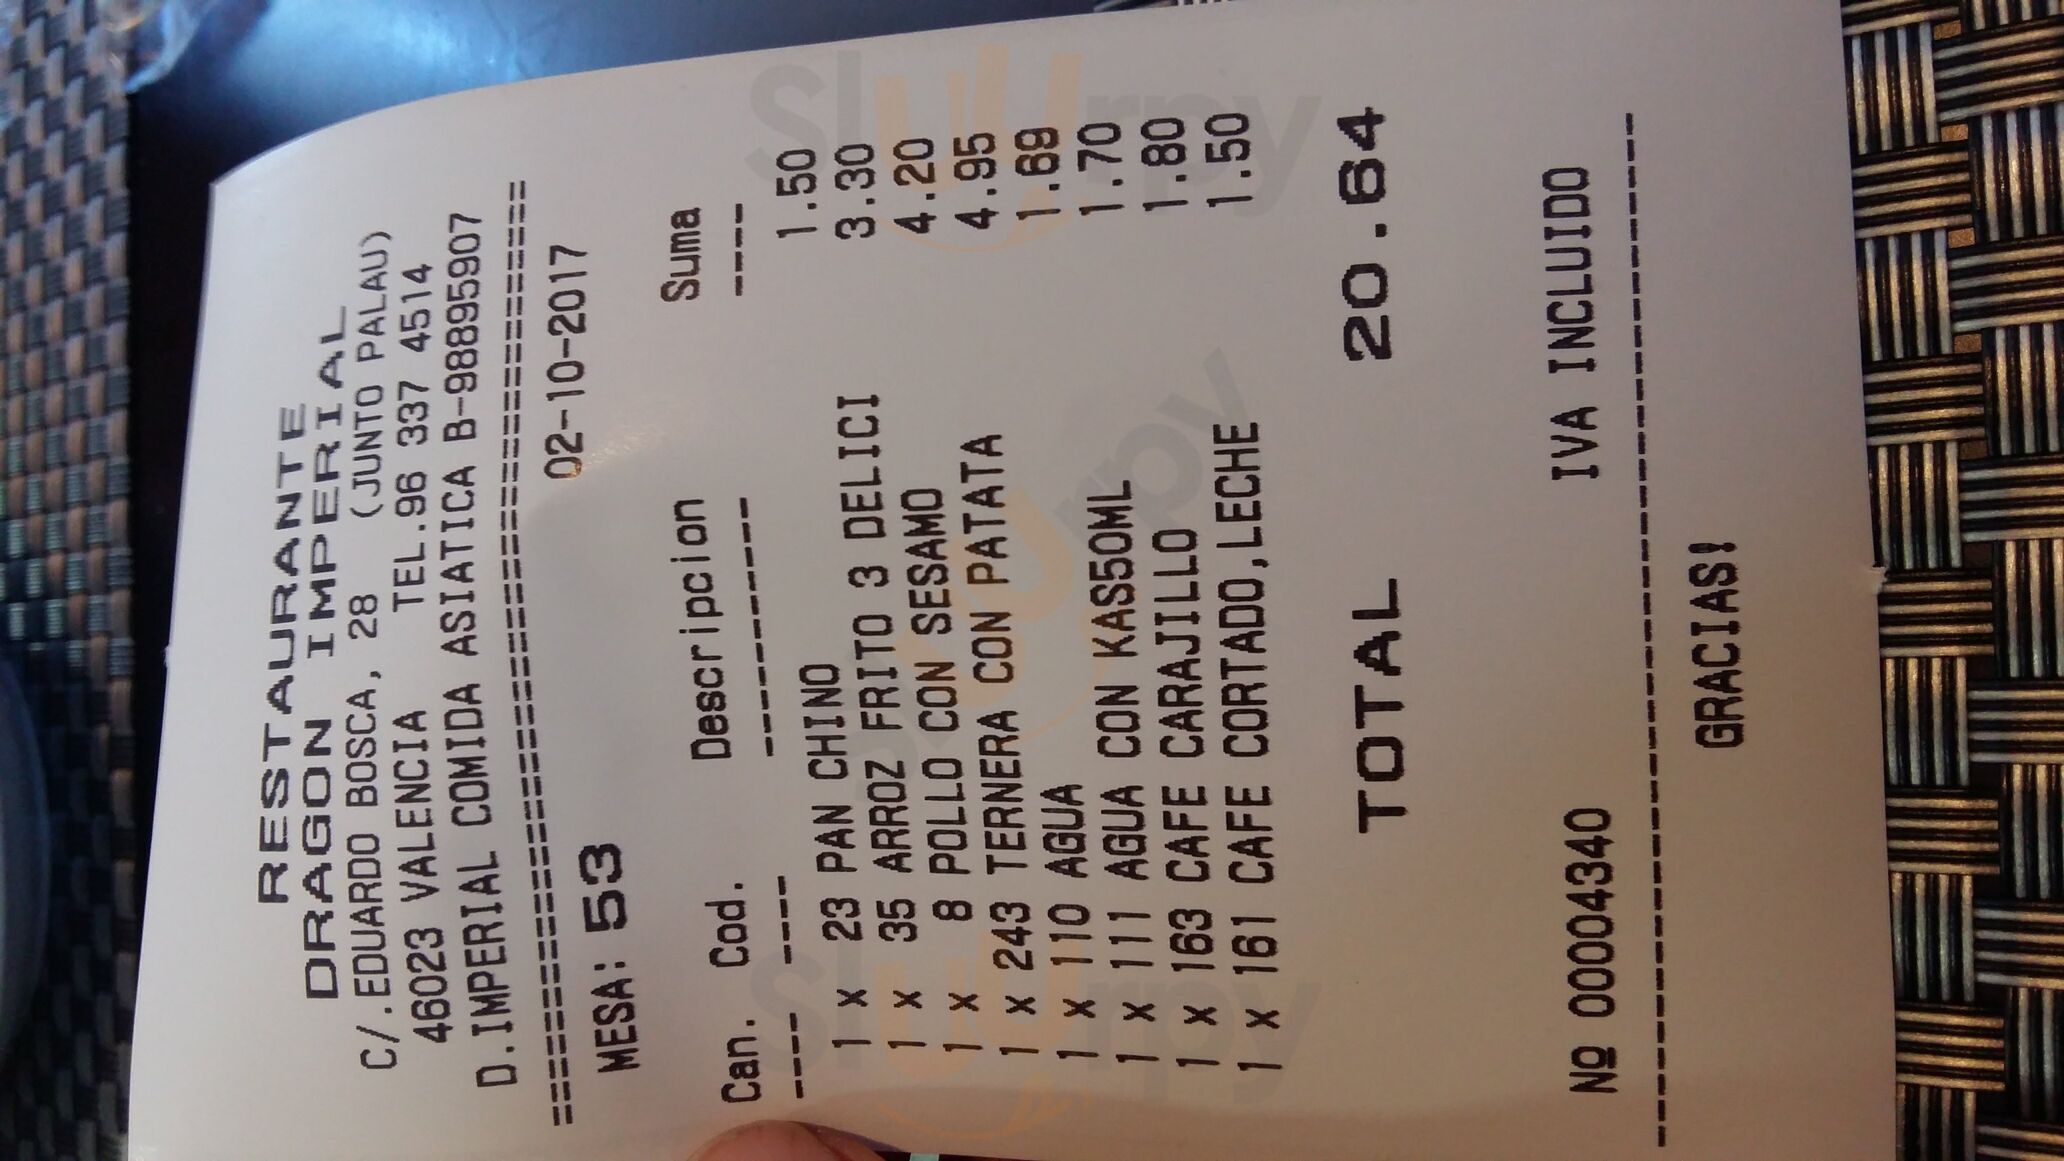 RESTAURANTE
DRAGON IMPERIAL
C/.EDUARDO BOSCA, 28 (JUNTO PALAU)
46023 VALENCIA TEL.96 337 4514
D.IMPERIAL COMIDA ASIATICA B-98895907
=====================================
MESA: 53 02-10-2017
Can. Cod. Descripcion Suma
---- ---- ----------- ----
1 x 23 PAN CHINO 1.50
1 x 35 ARROZ FRITO 3 DELICI 3.30
1 x 8 POLLO CON SESAMO 4.20
1 x 243 TERNERA CON PATATA 4.95
1 x 110 AGUA 1.69
1 x 111 AGUA CON KAS50ML 1.70
1 x 163 CAFE CARAJILLO 1.80
1 x 161 CAFE CORTADO,LECHE 1.50
TOTAL 20.64
Nº 00004340 IVA INCLUIDO
----------------------------------------
GRACIAS!
Sluurpy
Sluurpy
Sluurpy